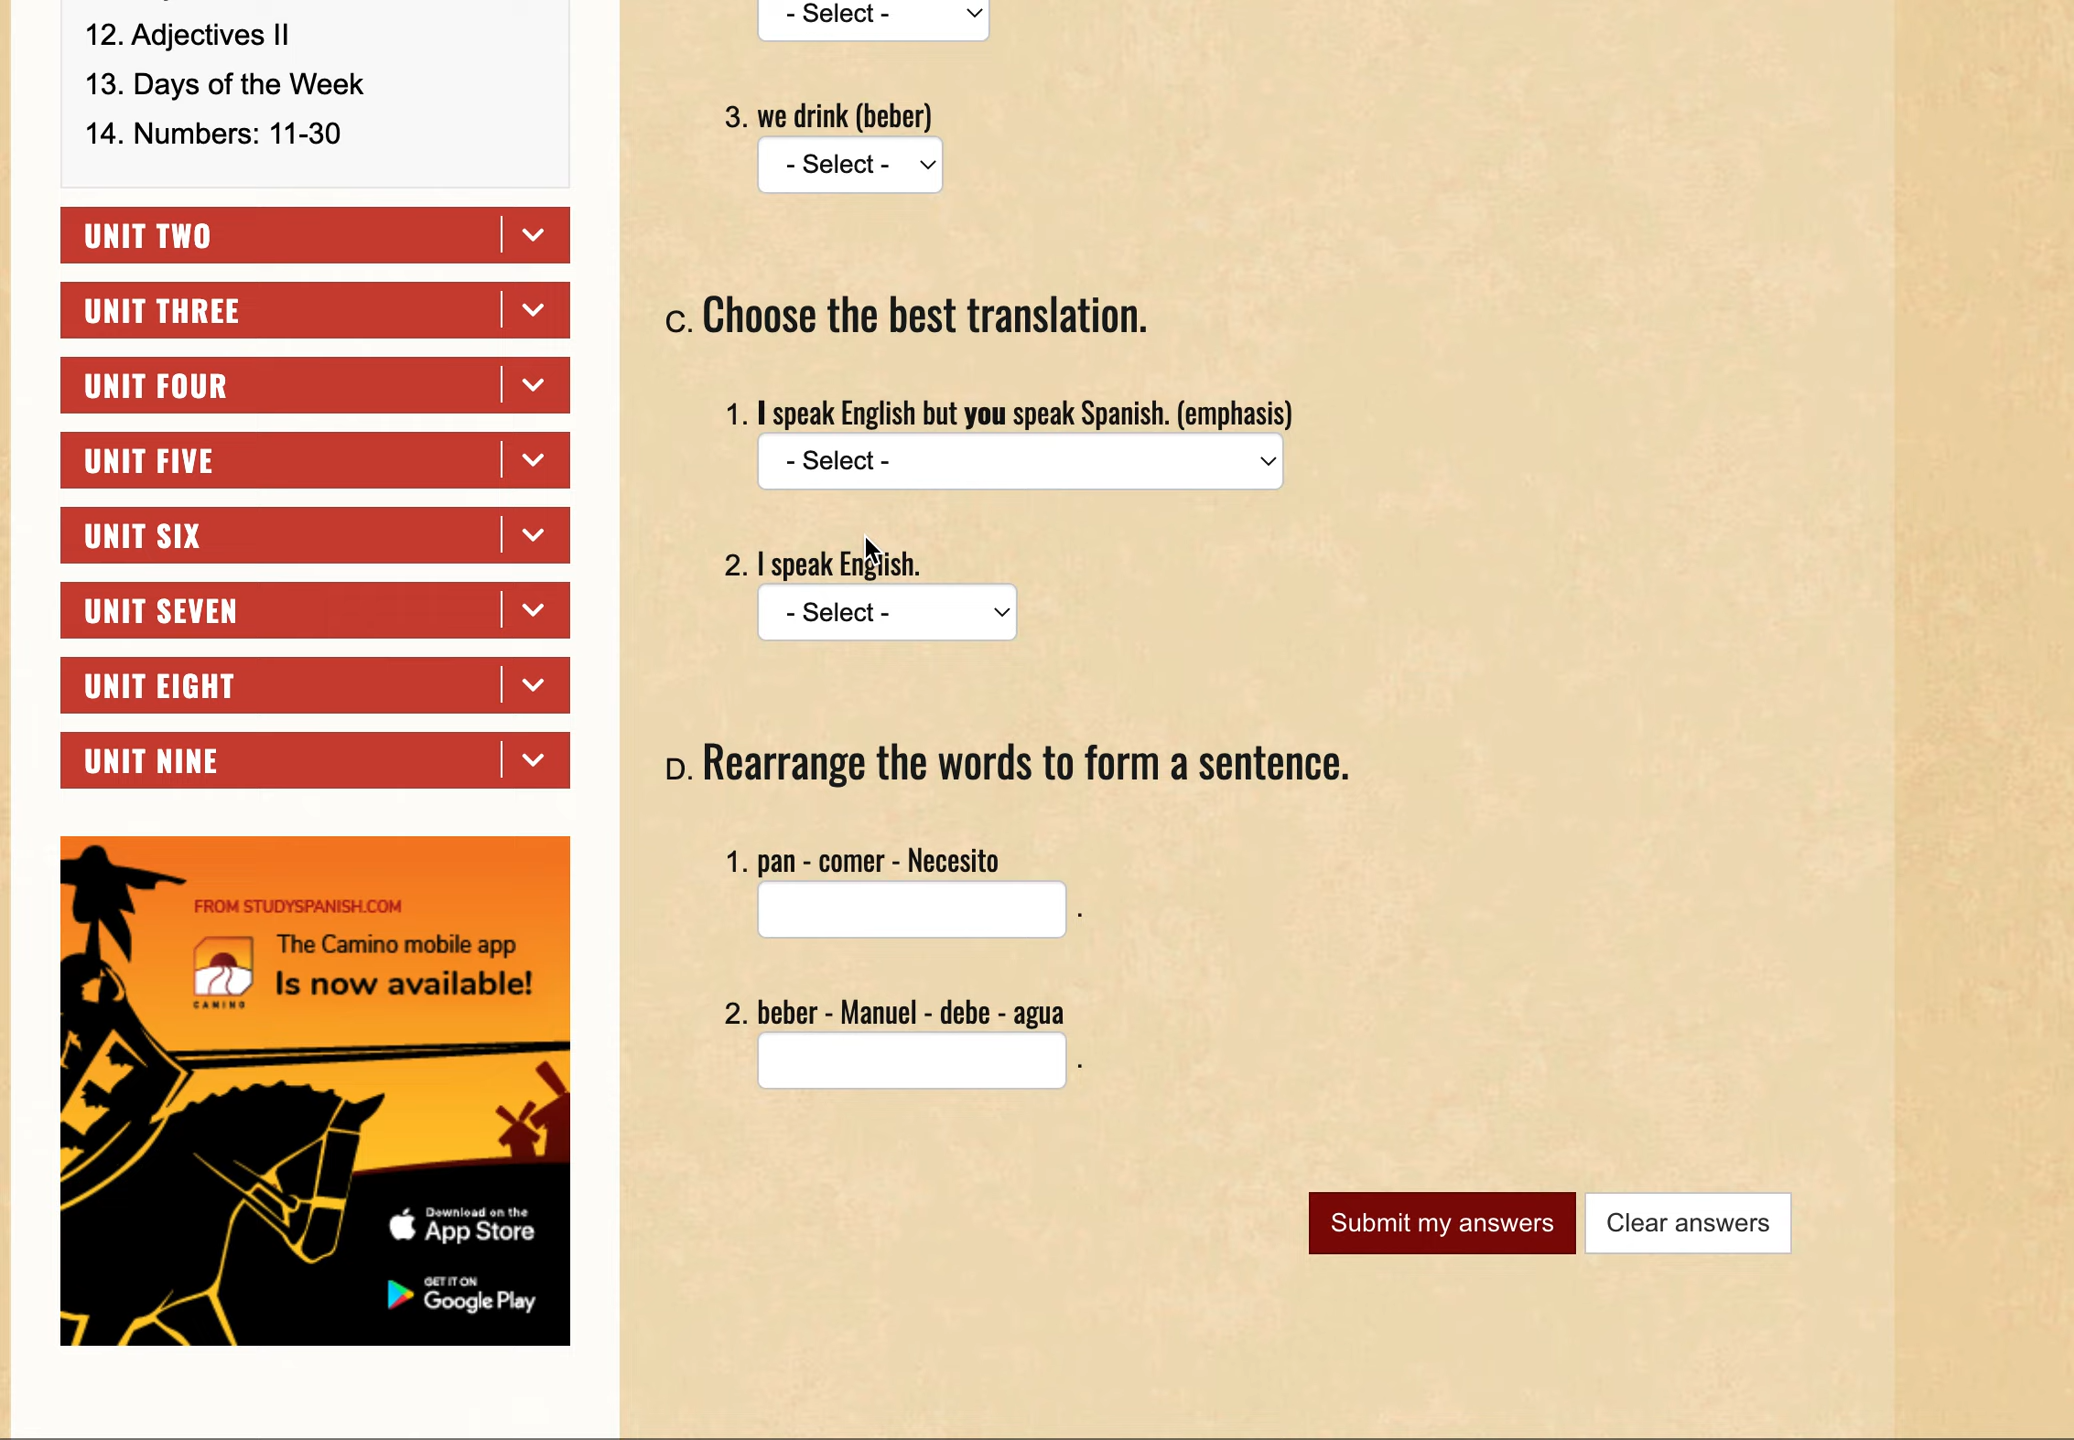 12. Adjectives II
13. Days of the Week
14. Numbers: 11-30
UNIT TWO
UNIT THREE
UNIT FOUR
UNIT FIVE
UNIT SIX
UNIT SEVEN
UNIT EIGHT
UNIT NINE
FROM STUDYSPANISH.COM
The Camino mobile app
Is now available!
CAMINO
Download on the
App Store
GET IT ON
Google Play
- Select -
3. we drink (beber)
- Select -
C. Choose the best translation.
1. I speak English but you speak Spanish. (emphasis)
- Select -
2. I speak English.
- Select -
D. Rearrange the words to form a sentence.
1. pan - comer - Necesito
.
2. beber - Manuel - debe - agua
.
Submit my answers
Clear answers